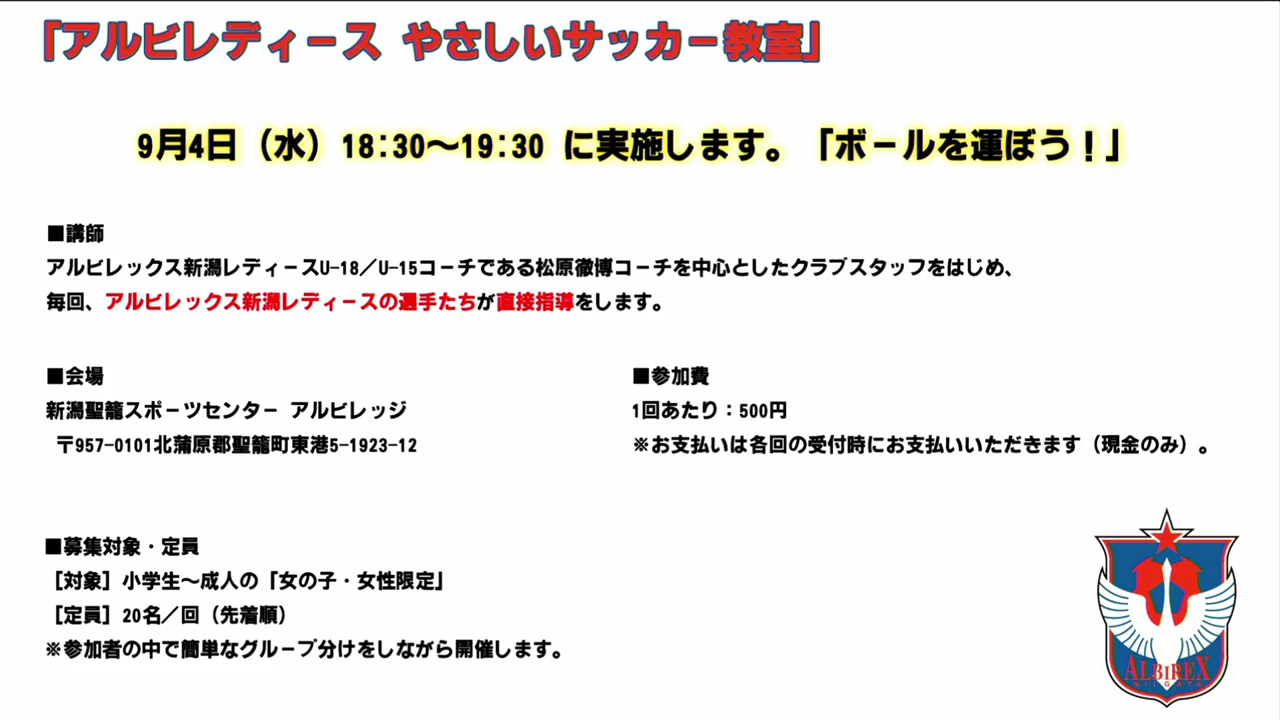 「アルビレディース やさしいサッカー教室」
9月4日（水）18:30～19:30 に実施します。「ボールを運ぼう！」
■講師
アルビレックス新潟レディースU-18／U-15コーチである松原徹博コーチを中心としたクラブスタッフをはじめ、
毎回、アルビレックス新潟レディースの選手たちが直接指導をします。
■会場
新潟聖籠スポーツセンター アルビレッジ
〒957-0101北蒲原郡聖籠町東港5-1923-12
■参加費
1回あたり：500円
※お支払いは各回の受付時にお支払いいただきます（現金のみ）。
■募集対象・定員
［対象］小学生～成人の「女の子・女性限定」
［定員］20名／回（先着順）
※参加者の中で簡単なグループ分けをしながら開催します。
ALBIREX
NIIGATA